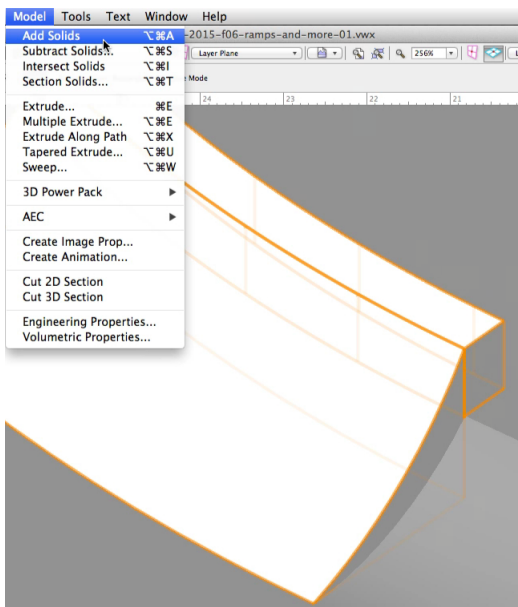 Model Tools Text Window Help
Add Solids ⌥⌘A
-2015-f06-ramps-and-more-01.vwx
Subtract Solids... ⌥⌘S
Layer Plane 256%
Intersect Solids ⌥⌘I
Section Solids... ⌥⌘T
Mode
Extrude... ⌘E
24 23 22 21
Multiple Extrude... ⌥⌘E
Extrude Along Path ⌥⌘X
Tapered Extrude... ⌥⌘U
Sweep... ⌥⌘W
3D Power Pack
AEC
Create Image Prop...
Create Animation...
Cut 2D Section
Cut 3D Section
Engineering Properties...
Volumetric Properties...